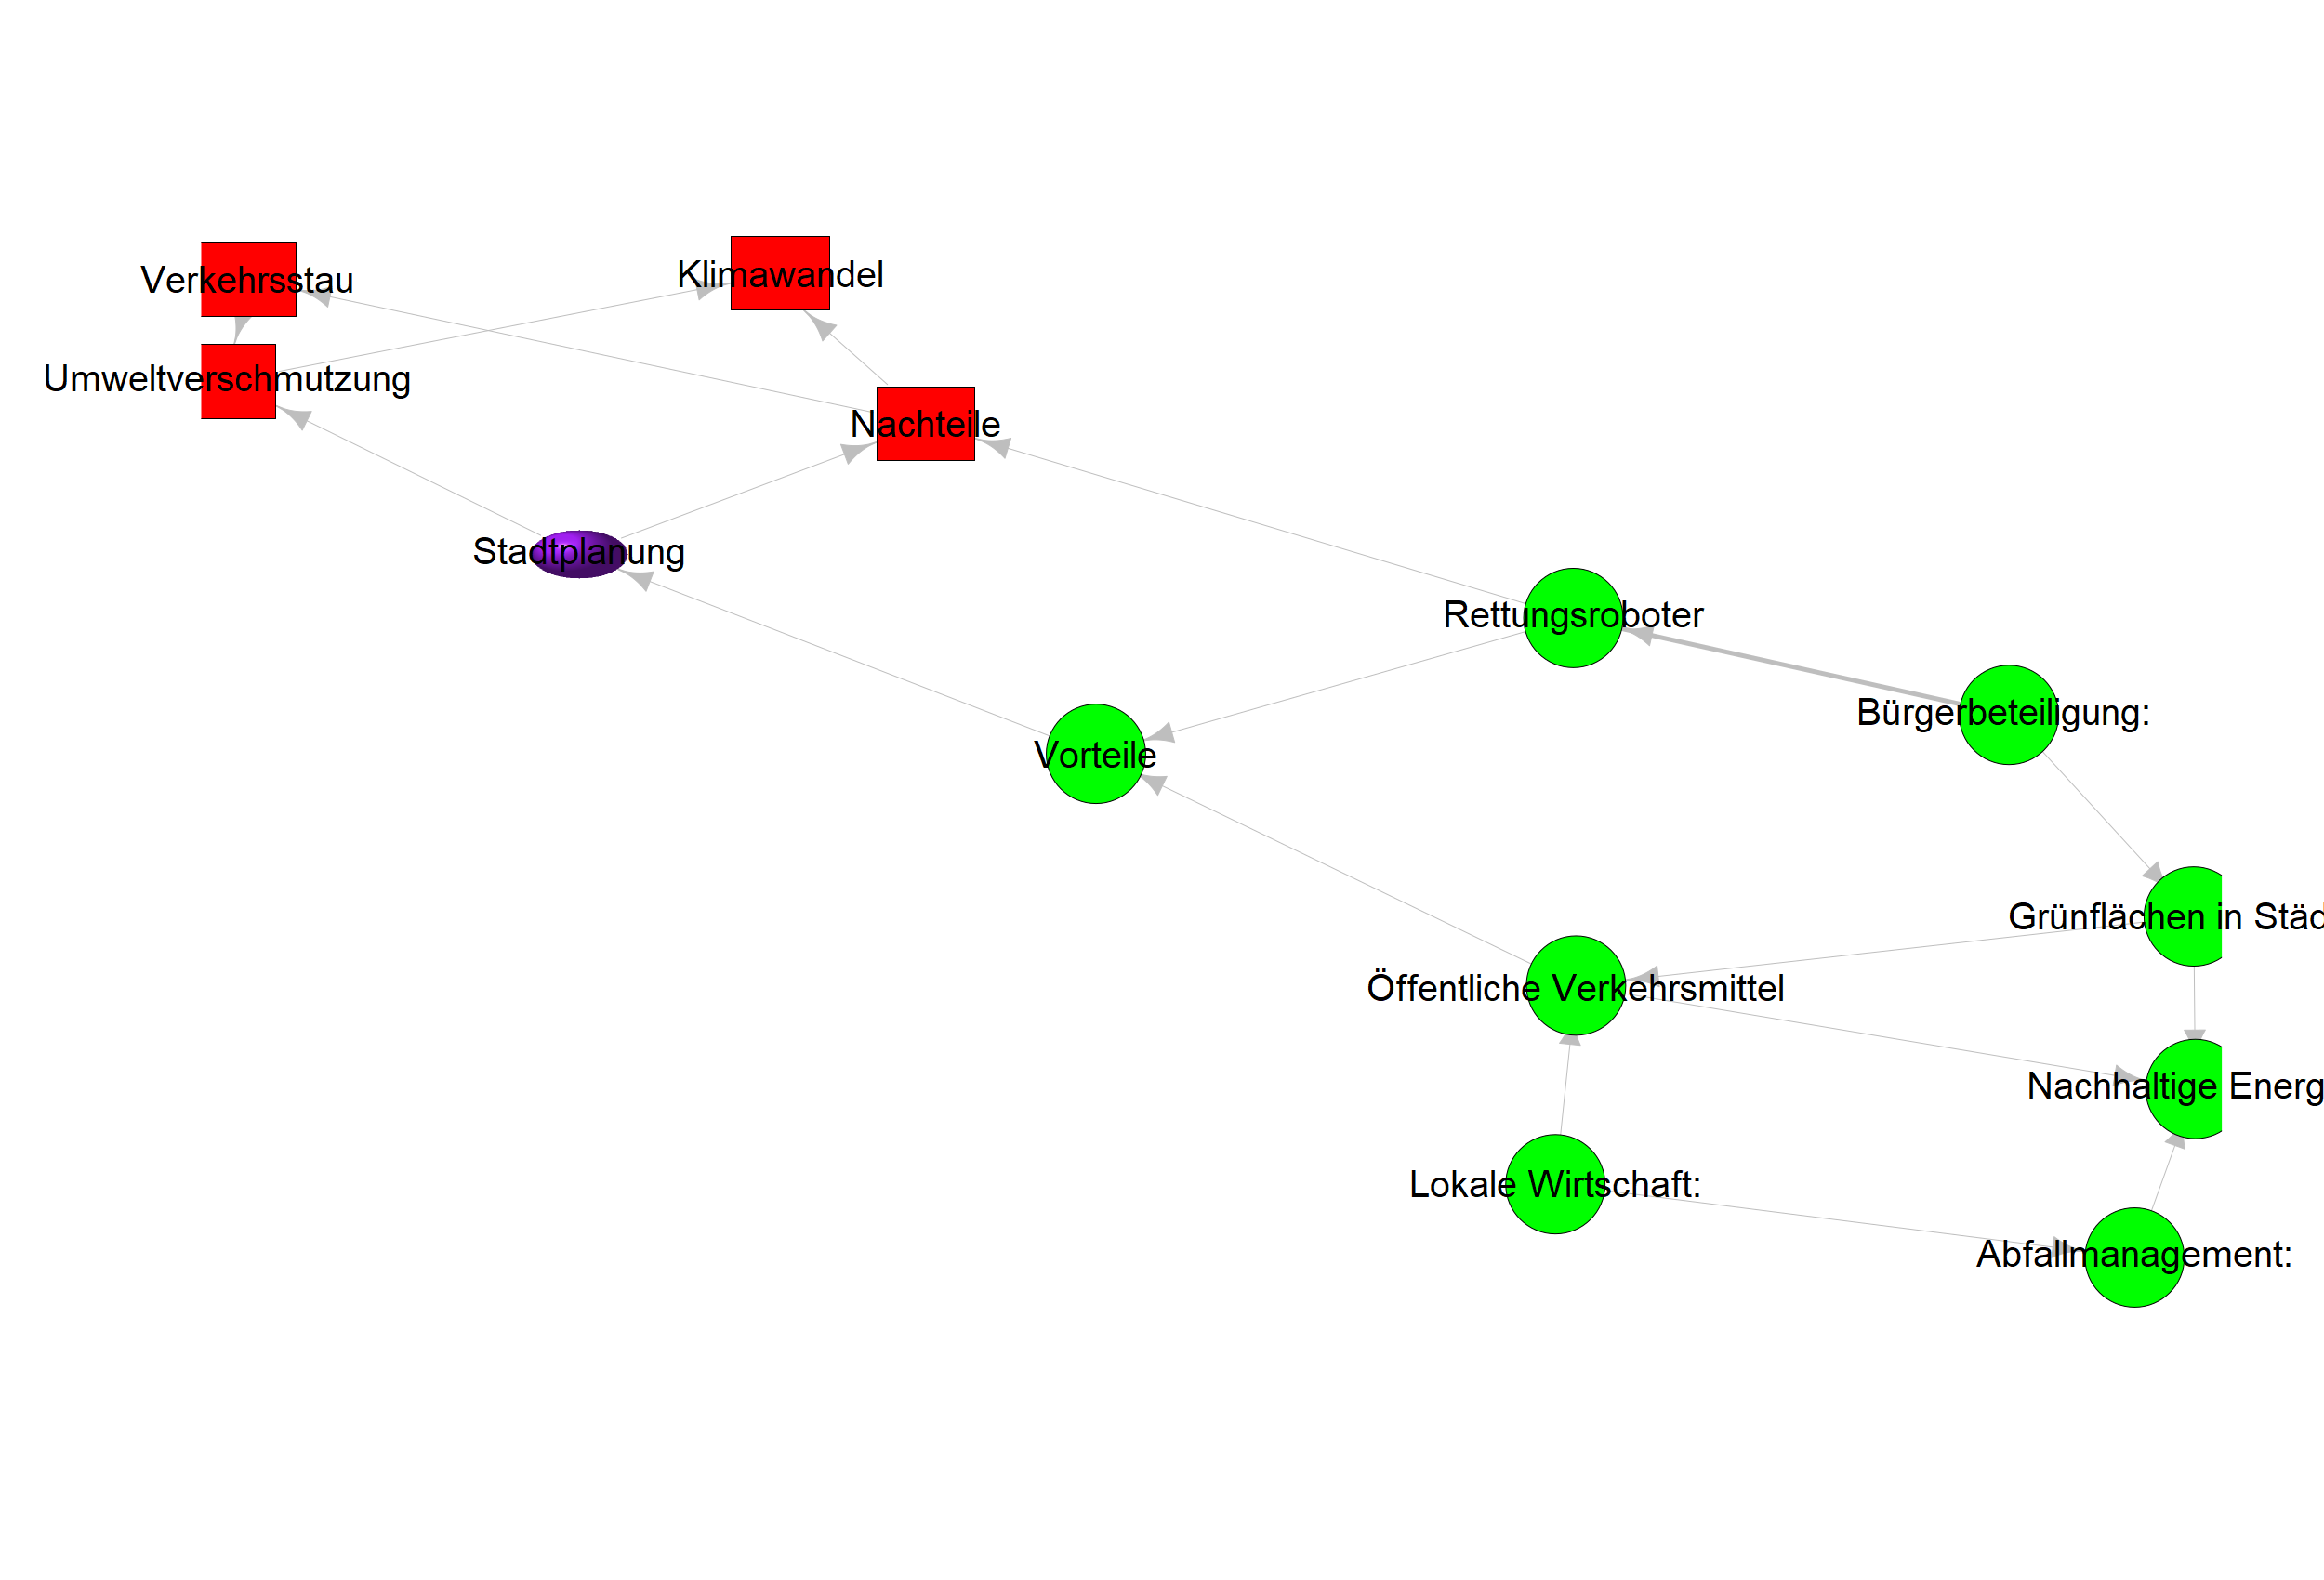 Verkehrsstau
Klimawandel
Umweltverschmutzung
Nachteile
Stadtplanung
Rettungsroboter
Bürgerbeteiligung:
Vorteile
Grünflächen in Städ
Öffentliche Verkehrsmittel
Nachhaltige Energ
Lokale Wirtschaft:
Abfallmanagement: